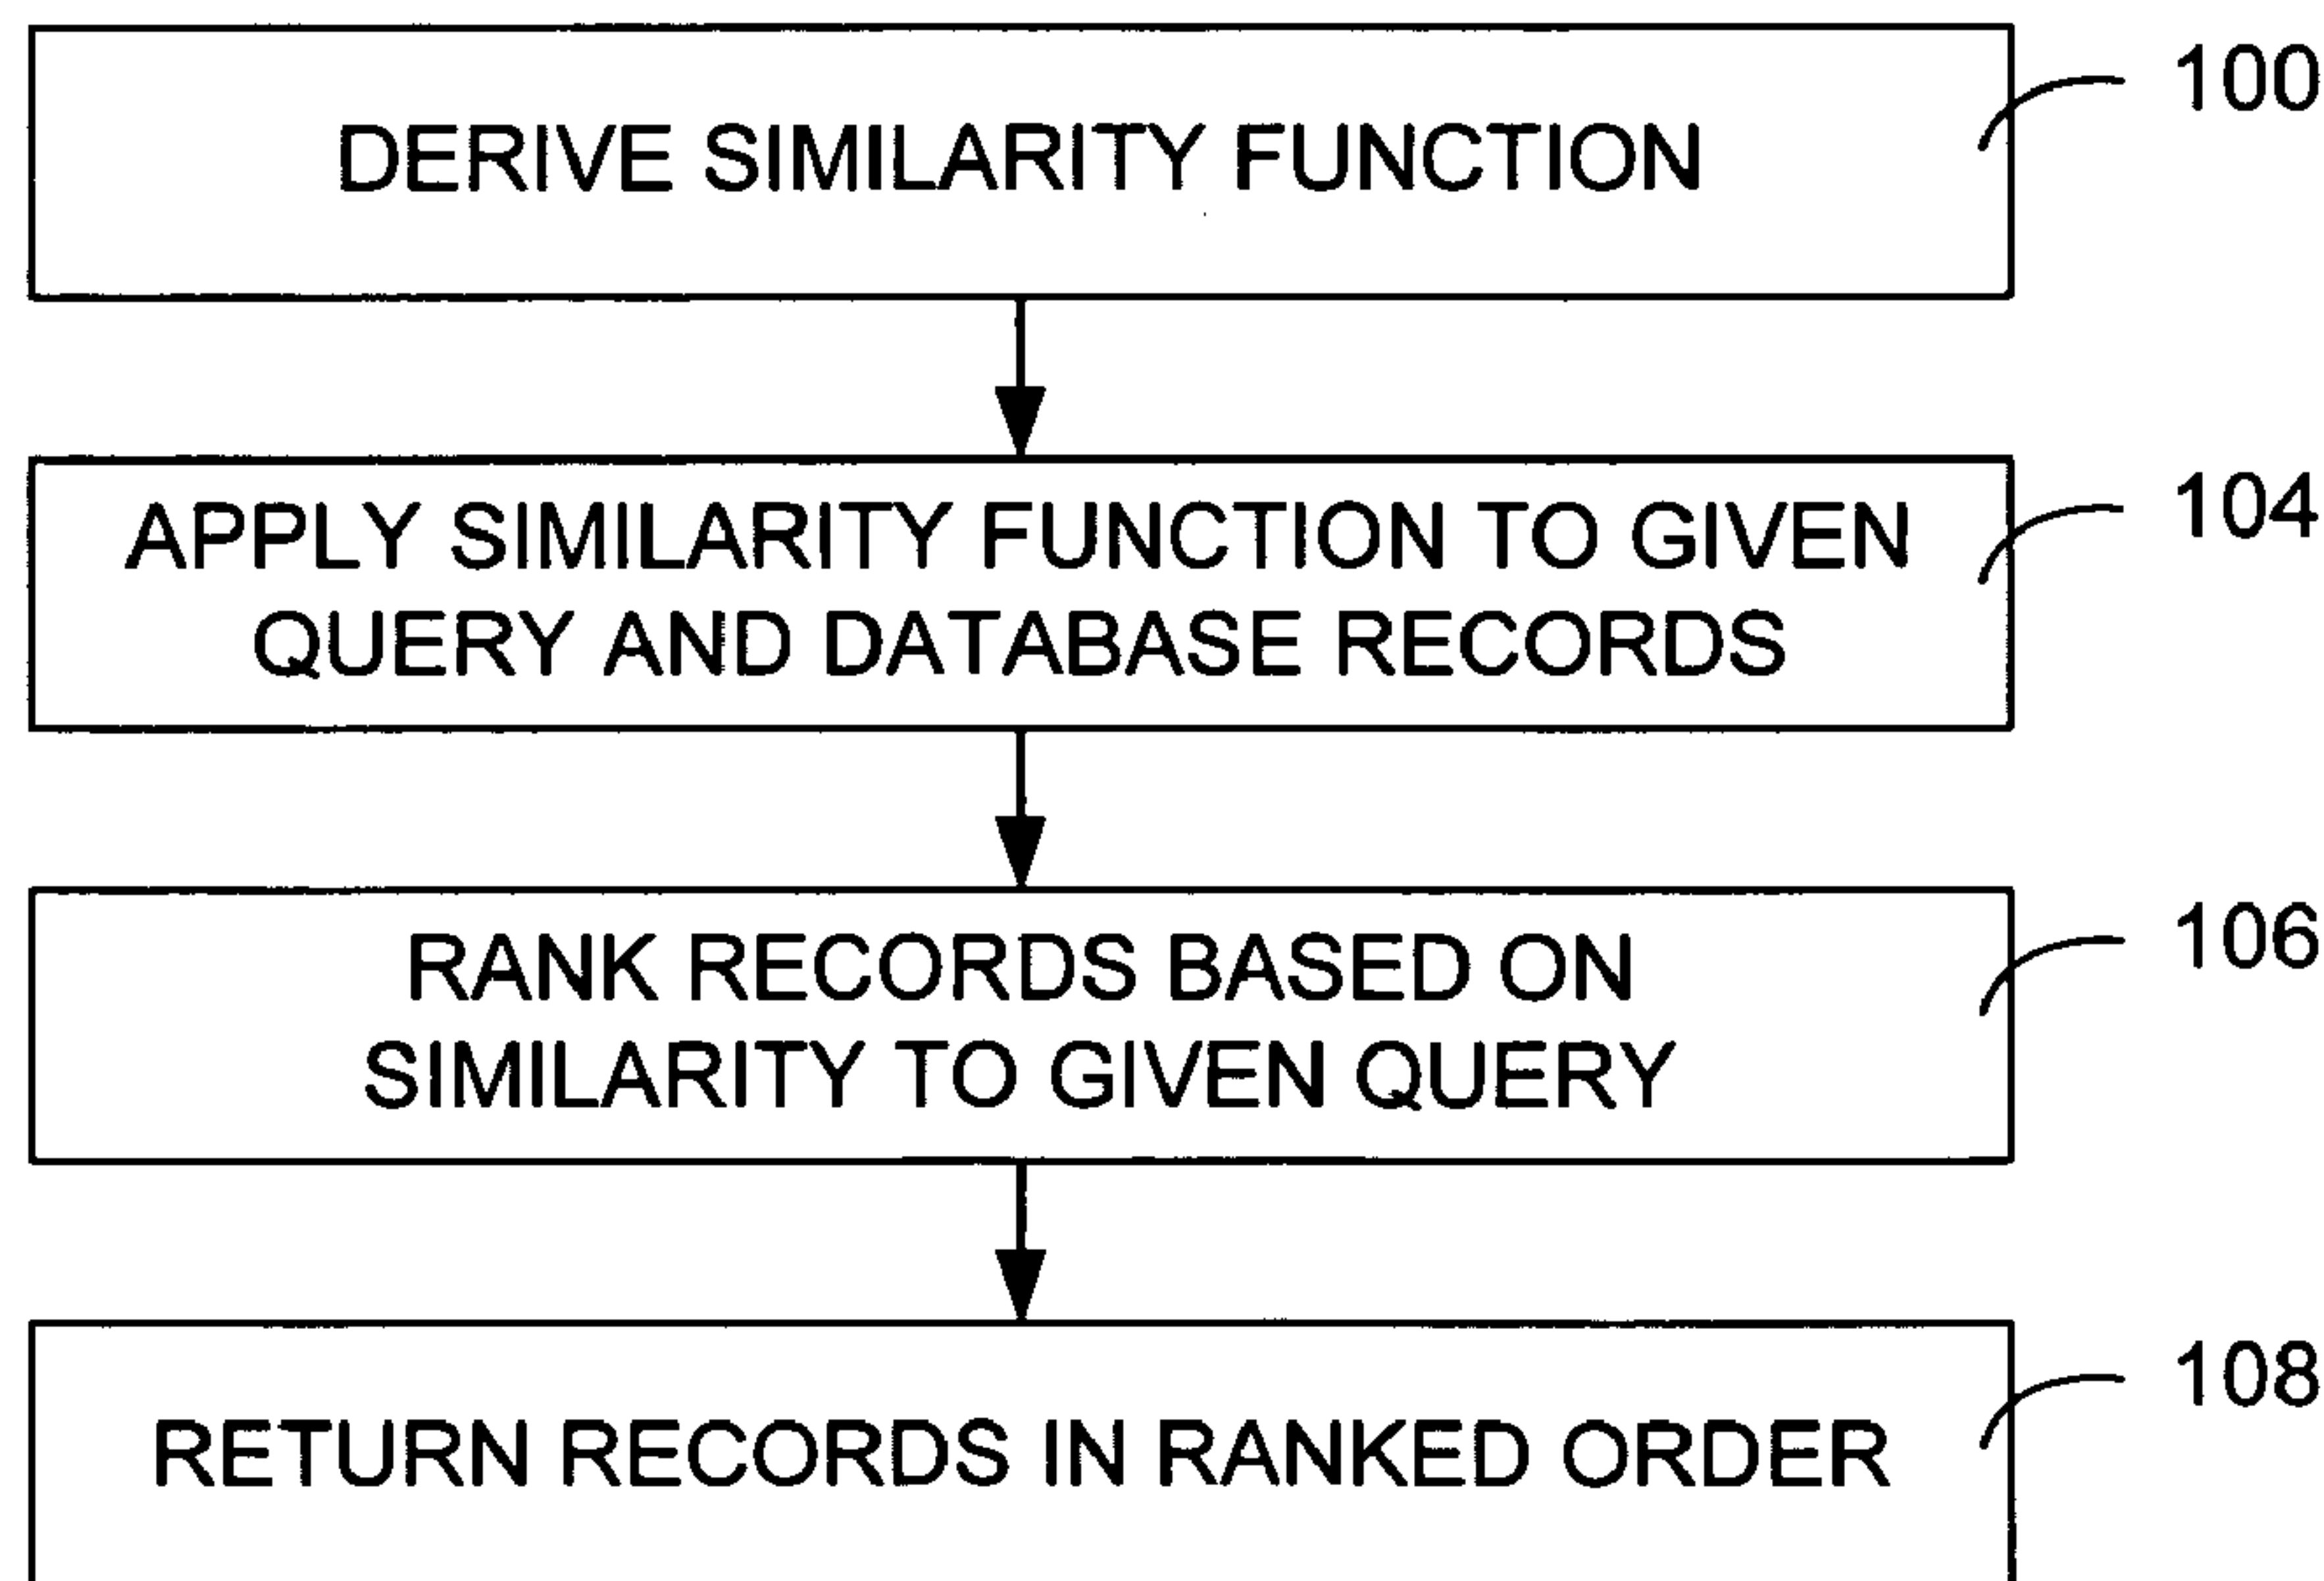 100
DERIVE SIMILARITY FUNCTION
104
APPLY SIMILARITY FUNCTION TO GIVEN
QUERY AND DATABASE RECORDS
106
RANK RECORDS BASED ON
SIMILARITY TO GIVEN QUERY
108
RETURN RECORDS IN RANKED ORDER